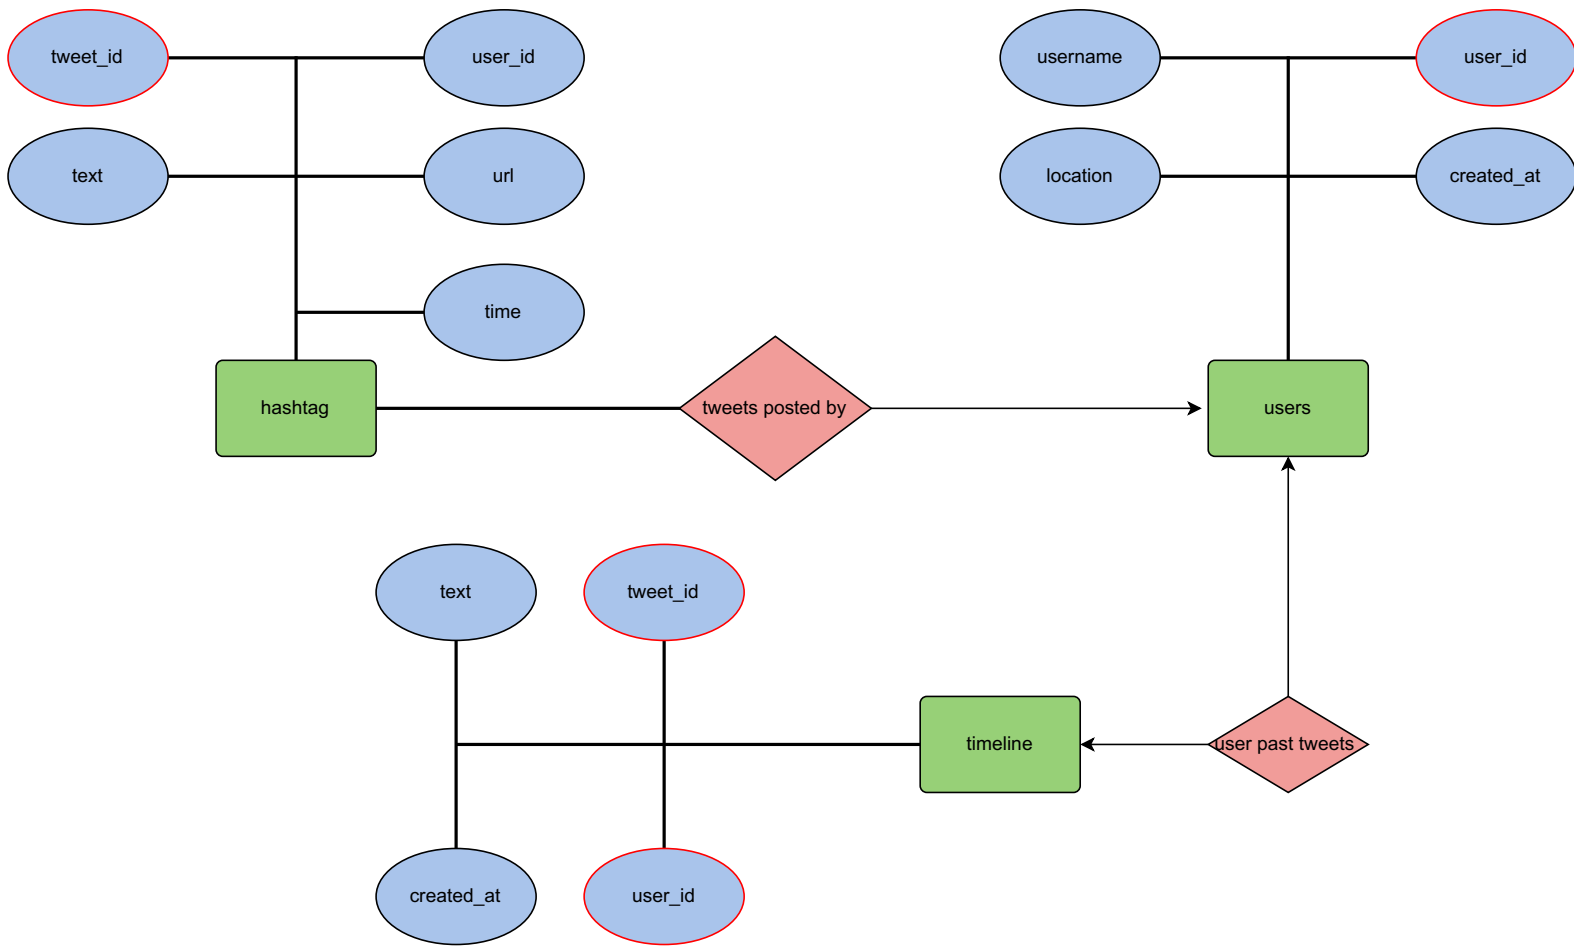 tweet_id
user_id
username
user_id
text
url
location
created_at
time
hashtag
tweets posted by
users
text
tweet_id
timeline
user past tweets
created_at
user_id